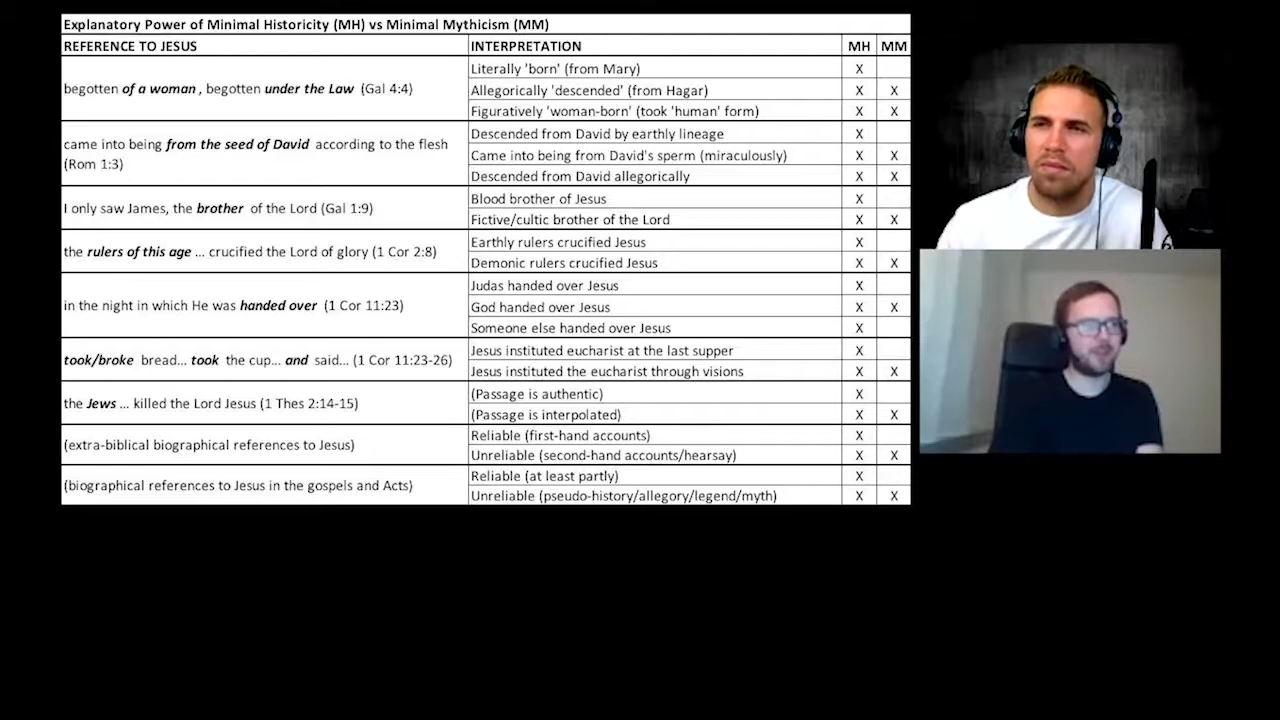 Explanatory Power of Minimal Historicity (MH) vs Minimal Mythicism (MM)
REFERENCE TO JESUS INTERPRETATION MH MM
begotten of a woman, begotten under the Law (Gal 4:4)
Literally 'born' (from Mary) X
Allegorically 'descended' (from Hagar) X X
Figuratively 'woman-born' (took 'human' form) X X
came into being from the seed of David according to the flesh
(Rom 1:3)
Descended from David by earthly lineage X
Came into being from David's sperm (miraculously) X X
Descended from David allegorically X X
I only saw James, the brother of the Lord (Gal 1:9)
Blood brother of Jesus X
Fictive/cultic brother of the Lord X X
the rulers of this age ... crucified the Lord of glory (1 Cor 2:8)
Earthly rulers crucified Jesus X
Demonic rulers crucified Jesus X X
in the night in which He was handed over (1 Cor 11:23)
Judas handed over Jesus X
God handed over Jesus X X
Someone else handed over Jesus X
took/broke bread... took the cup... and said... (1 Cor 11:23-26)
Jesus instituted eucharist at the last supper X
Jesus instituted the eucharist through visions X X
the Jews ... killed the Lord Jesus (1 Thes 2:14-15)
(Passage is authentic) X
(Passage is interpolated) X X
(extra-biblical biographical references to Jesus)
Reliable (first-hand accounts) X
Unreliable (second-hand accounts/hearsay) X X
(biographical references to Jesus in the gospels and Acts)
Reliable (at least partly) X
Unreliable (pseudo-history/allegory/legend/myth) X X